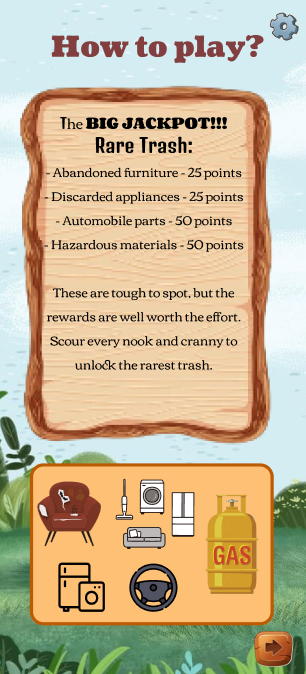 How to play?
The BIG JACKPOT!!!
Rare Trash:
- Abandoned furniture - 25 points
- Discarded appliances - 25 points
- Automobile parts - 50 points
- Hazardous materials - 50 points
These are tough to spot, but the
rewards are well worth the effort.
Scour every nook and cranny to
unlock the rarest trash.
GAS